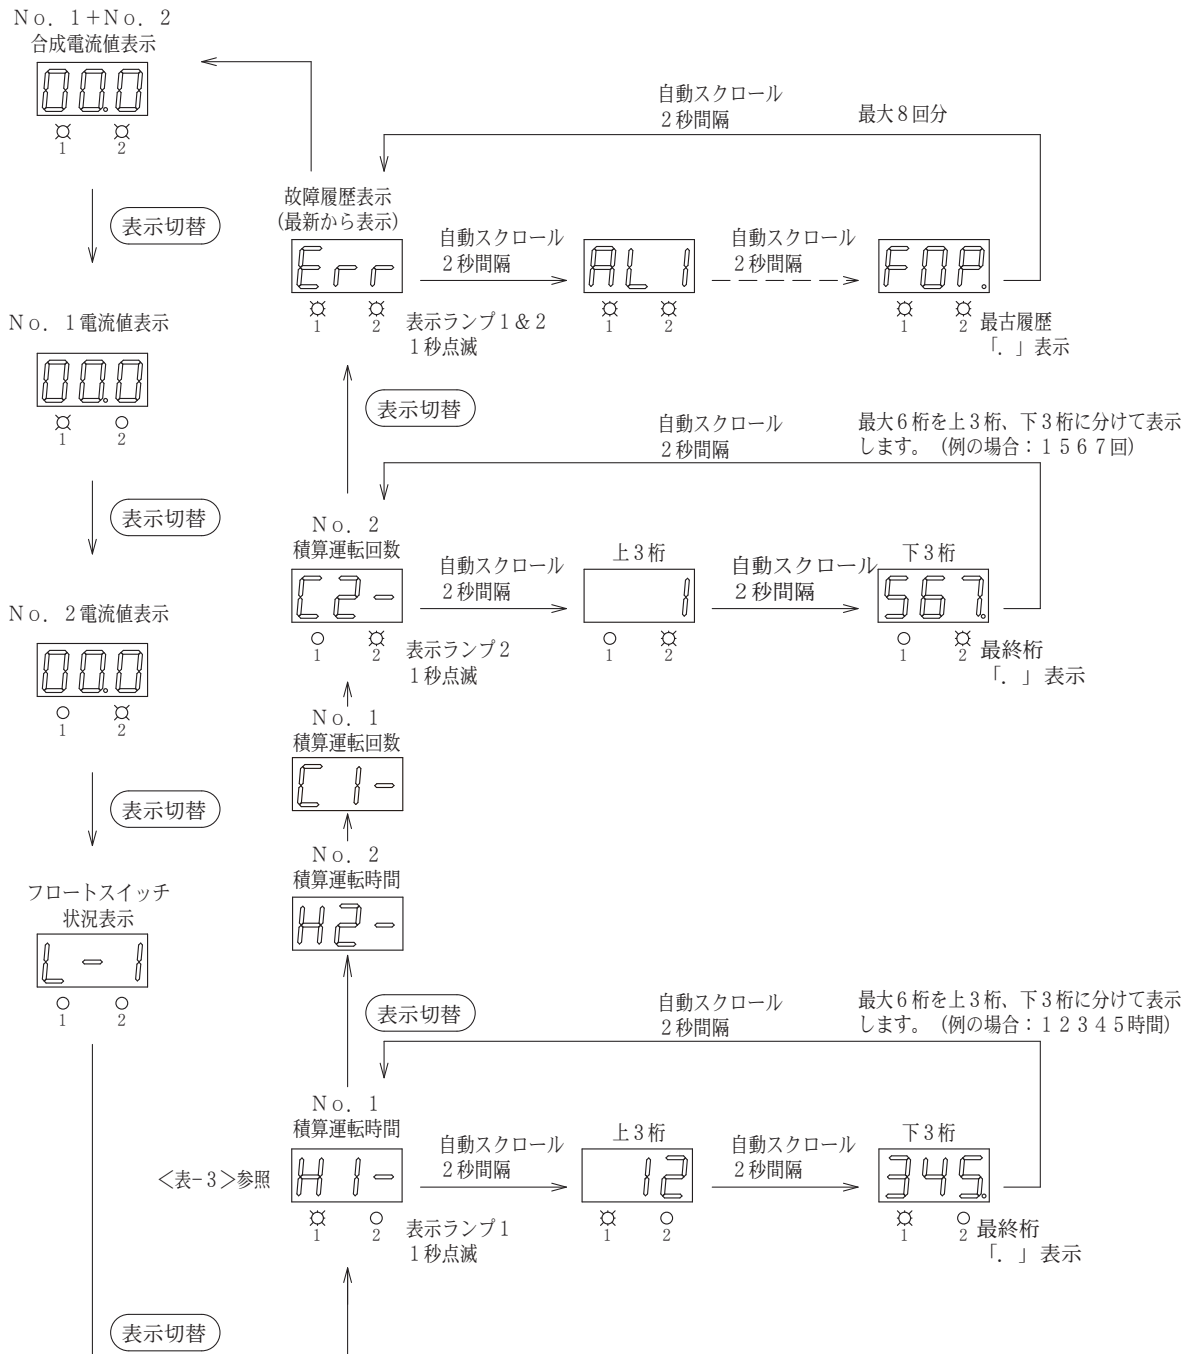 No．1＋No．2
合成電流値表示
00.0
1 2
表示切替
No．1電流値表示
00.0
1 2
表示切替
No．2電流値表示
00.0
1 2
表示切替
フロートスイッチ
状況表示
L-1
1 2
表示切替
自動スクロール
2秒間隔
最大8回分
故障履歴表示
(最新から表示)
Err
1 2
表示ランプ1＆2
1秒点滅
自動スクロール
2秒間隔
AL1
1 2
自動スクロール
2秒間隔
FOP.
1 2
最古履歴
「．」表示
表示切替
自動スクロール
2秒間隔
最大6桁を上3桁、下3桁に分けて表示
します。（例の場合：1567回）
No．2
積算運転回数
C2-
1 2
表示ランプ2
1秒点滅
自動スクロール
2秒間隔
上3桁
1
1 2
自動スクロール
2秒間隔
下3桁
567.
1 2
最終桁
「．」表示
No．1
積算運転回数
C1-
No．2
積算運転時間
H2-
表示切替
自動スクロール
2秒間隔
最大6桁を上3桁、下3桁に分けて表示
します。（例の場合：12345時間）
No．1
積算運転時間
＜表-3＞参照
H1-
1 2
表示ランプ1
1秒点滅
自動スクロール
2秒間隔
上3桁
12
1 2
自動スクロール
2秒間隔
下3桁
345.
1 2
最終桁
「．」表示